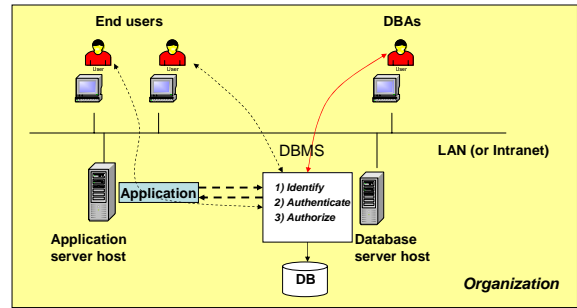 End users
DBAs
User
User
User
DBMS
LAN (or Intranet)
Application
1) Identify
2) Authenticate
3) Authorize
Application
server host
Database
server host
DB
Organization